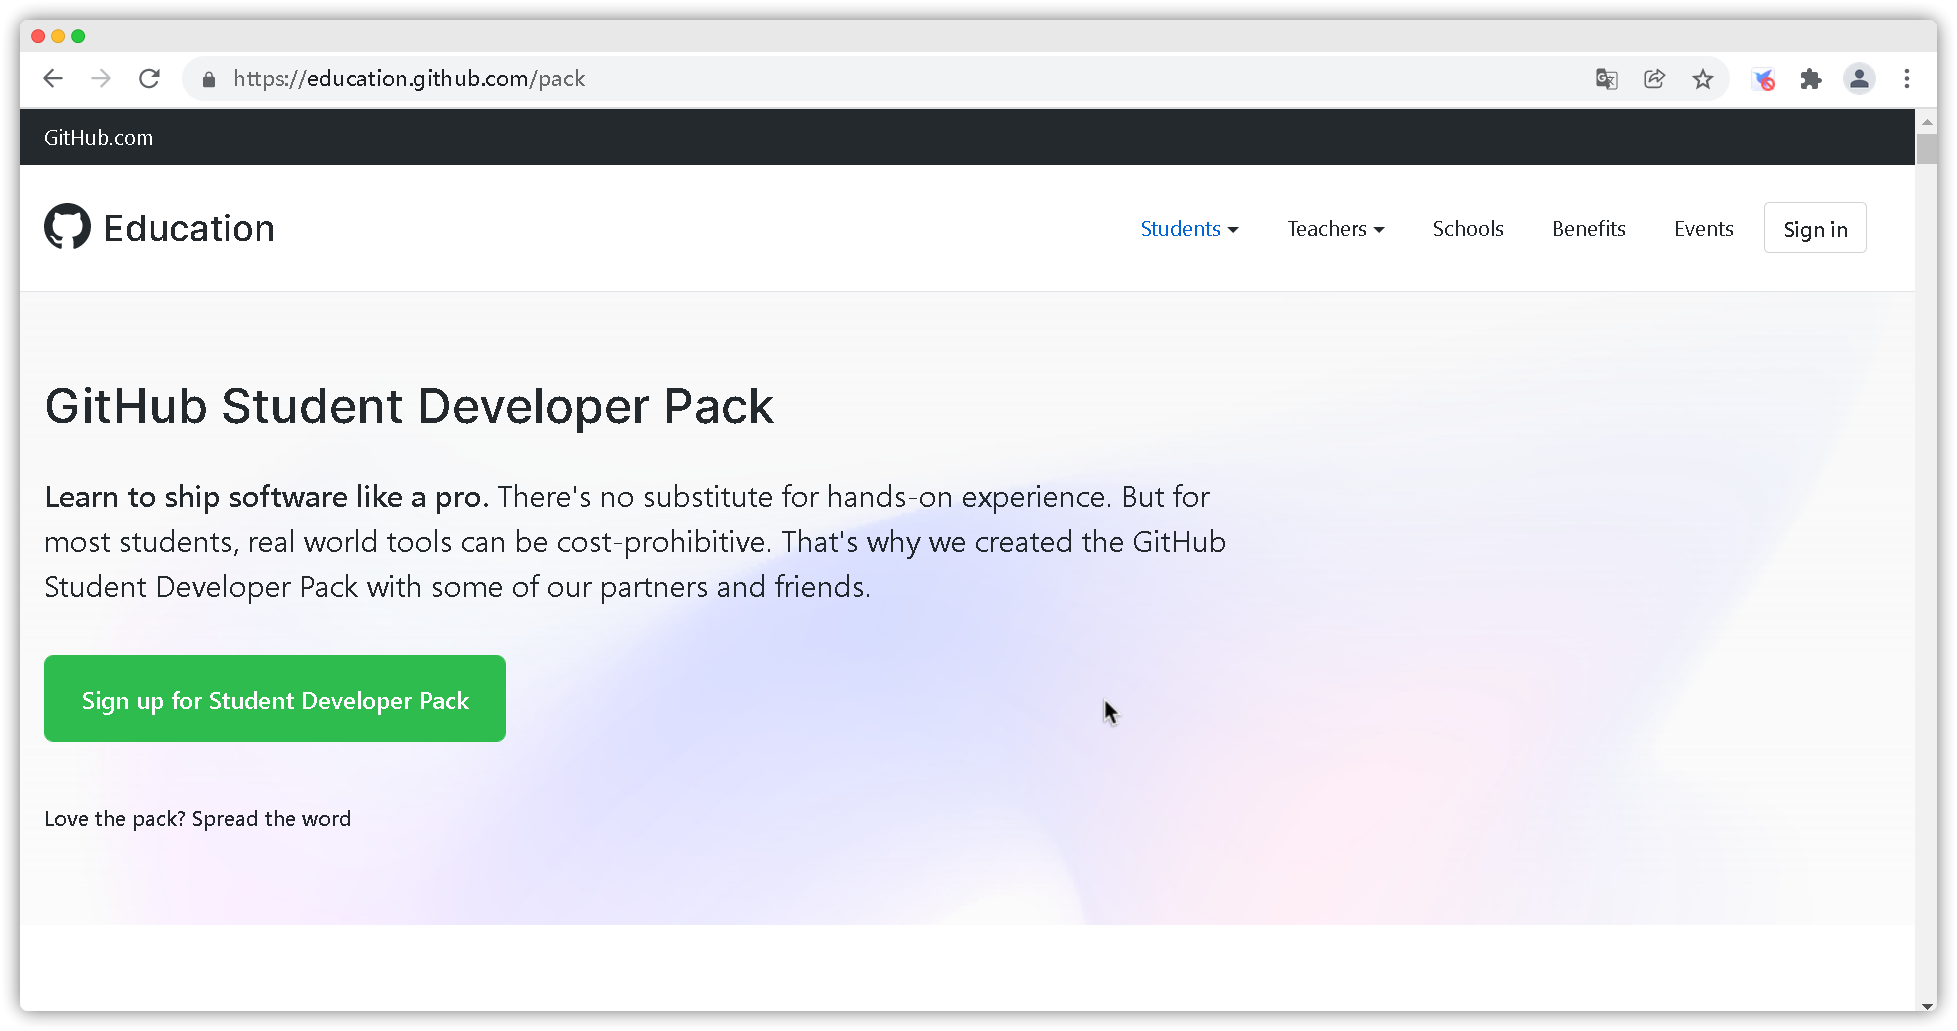 https://education.github.com/pack
GitHub.com
Education
Students
Teachers
Schools
Benefits
Events
Sign in
GitHub Student Developer Pack
Learn to ship software like a pro. There's no substitute for hands-on experience. But for
most students, real world tools can be cost-prohibitive. That's why we created the GitHub
Student Developer Pack with some of our partners and friends.
Sign up for Student Developer Pack
Love the pack? Spread the word